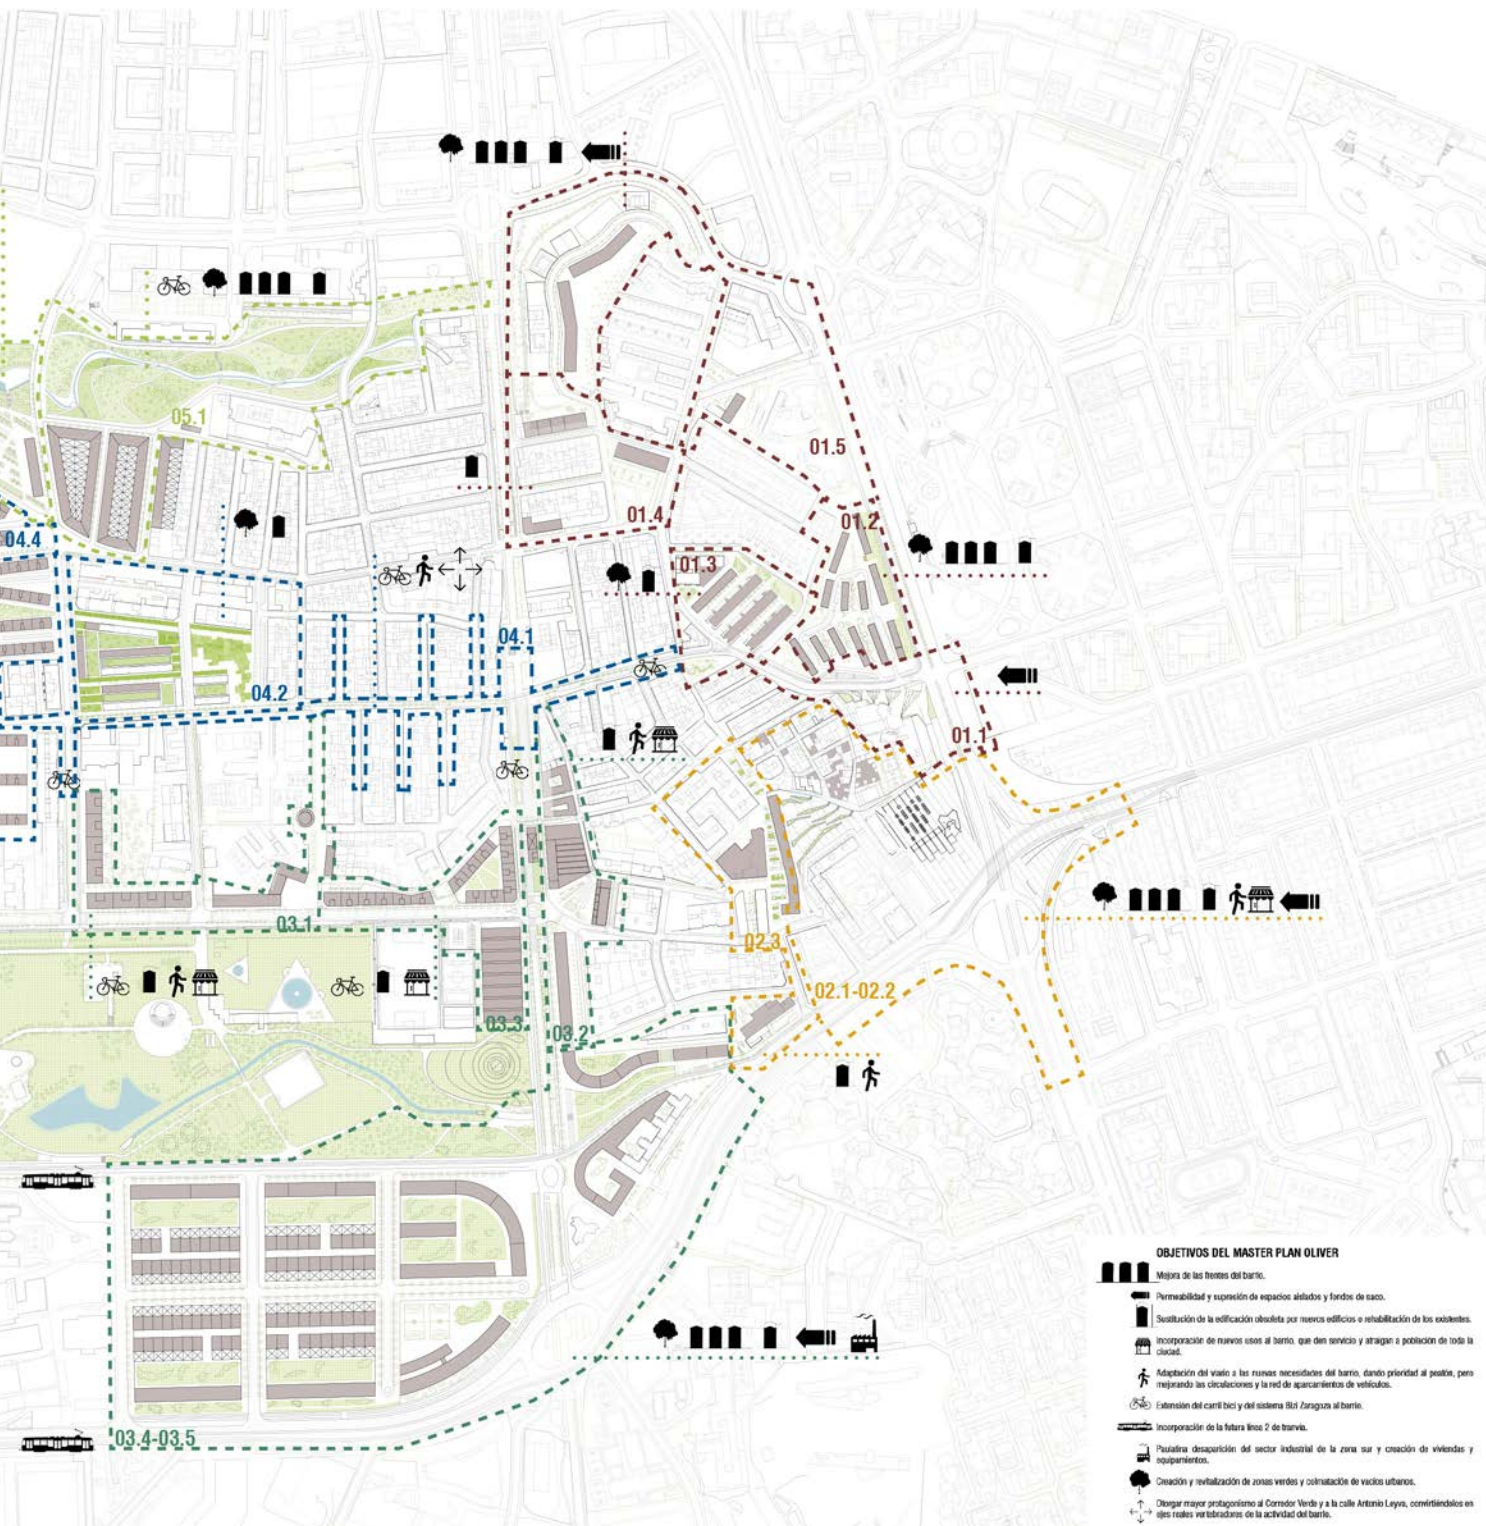 05.1
01.5
01.4
01.2
04.4
01.3
04.1
04.2
01.1
03.1
02.3
02.1-02.2
03.3
03.2
03.4-03.5
OBJETIVOS DEL MASTER PLAN OLIVER
Mejora de las frentes del barrio.
Permeabilidad y supresión de espacios aislados y fondos de saco.
Sustitución de la edificación obsoleta por nuevos edificios o rehabilitación de los existentes.
Incorporación de nuevos usos al barrio, que den servicio y atraigan a población de toda la
ciudad.
Adaptación del viario a las nuevas necesidades del barrio, dando prioridad al peatón, pero
mejorando las circulaciones y la red de aparcamientos de vehículos.
Extensión del carril bici y del sistema Bizi Zaragoza al barrio.
Incorporación de la futura línea 2 de tranvía.
Paulatina desaparición del sector industrial de la zona sur y creación de viviendas y
equipamientos.
Creación y revitalización de zonas verdes y colmatación de vacíos urbanos.
Otorgar mayor protagonismo al Corredor Verde y a la calle Antonio Leyva, convirtiéndolos en
ejes reales vertebradores de la actividad del barrio.